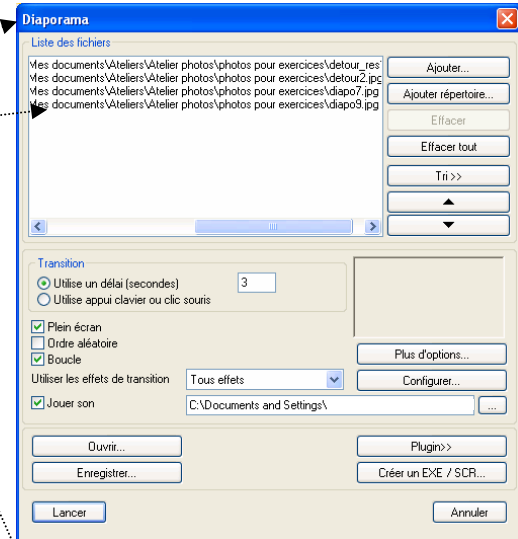 Diaporama
Liste des fichiers
Mes documents\Ateliers\Atelier photos\photos pour exercices\detour_res
Mes documents\Ateliers\Atelier photos\photos pour exercices\detour2.jpg
Mes documents\Ateliers\Atelier photos\photos pour exercices\diapo7.jpg
Mes documents\Ateliers\Atelier photos\photos pour exercices\diapo9.jpg
Ajouter...
Ajouter répertoire...
Effacer
Effacer tout
Tri >>
Transition
Utilise un délai (secondes) 3
Utilise appui clavier ou clic souris
Plein écran
Ordre aléatoire
Boucle
Plus d'options...
Utiliser les effets de transition Tous effets Configurer...
Jouer son C:\Documents and Settings\ ...
Ouvrir... Plugin>>
Enregistrer... Créer un EXE / SCR...
Lancer Annuler